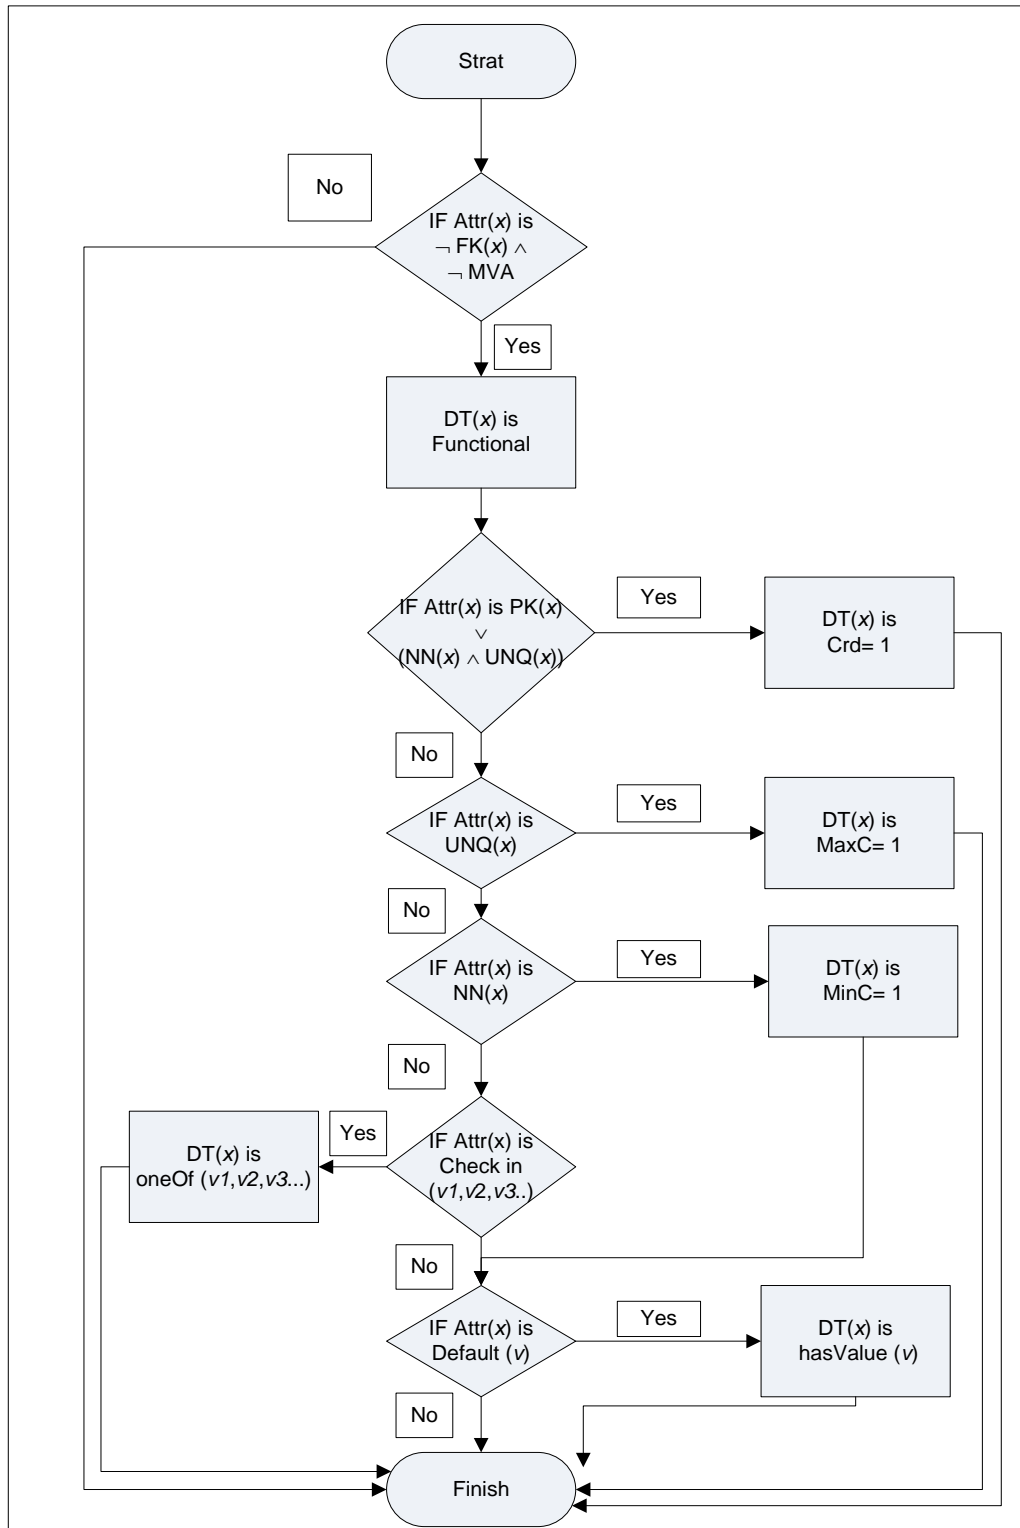 Strat
No
IF Attr(x) is
¬ FK(x) ∧
¬ MVA
Yes
DT(x) is
Functional
IF Attr(x) is PK(x)
∨
(NN(x) ∧ UNQ(x))
Yes
DT(x) is
Crd= 1
No
IF Attr(x) is
UNQ(x)
Yes
DT(x) is
MaxC= 1
No
IF Attr(x) is
NN(x)
Yes
DT(x) is
MinC= 1
No
IF Attr(x) is
Check in
(v1,v2,v3..)
Yes
DT(x) is
oneOf (v1,v2,v3...)
No
IF Attr(x) is
Default (v)
Yes
DT(x) is
hasValue (v)
No
Finish